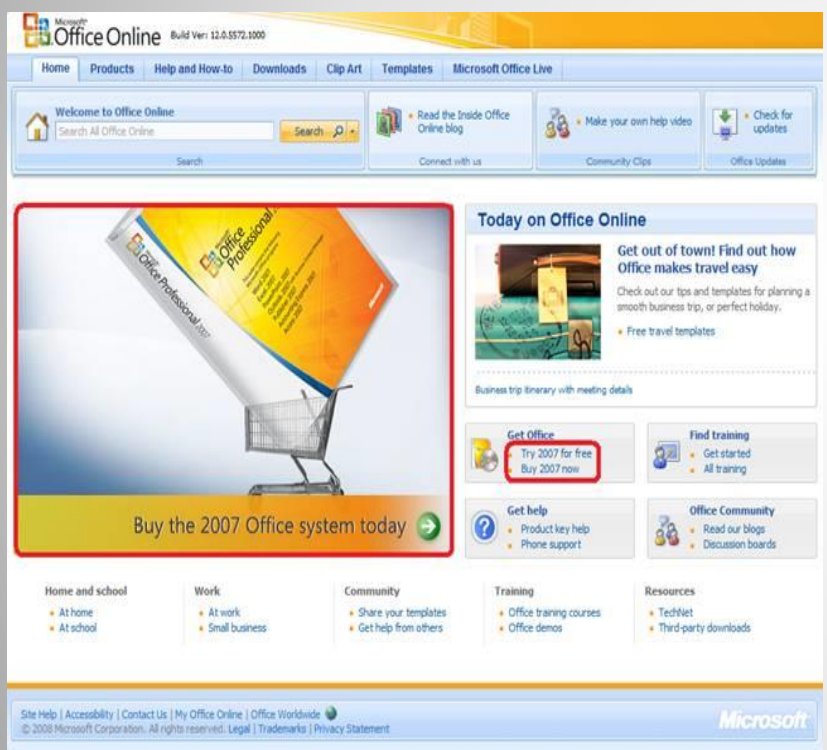 Microsoft®
Office Online
Build Ver: 12.0.5572.1000
Home Products Help and How-to Downloads Clip Art Templates Microsoft Office Live
Welcome to Office Online
Search All Office Online
Search
Search
Read the Inside Office
Online blog
Connect with us
Make your own help video
Community Clips
Check for
updates
Office Updates
Microsoft
Office
Professional 2007
Office
Professional
Microsoft
Buy the 2007 Office system today
Today on Office Online
Get out of town! Find out how
Office makes travel easy
Check out our tips and templates for planning a
smooth business trip, or perfect holiday.
Free travel templates
Business trip itinerary with meeting details
Get Office
Try 2007 for free
Buy 2007 now
Find training
Get started
All training
Get help
Product key help
Phone support
Office Community
Read our blogs
Discussion boards
Home and school
At home
At school
Work
At work
Small business
Community
Share your templates
Get help from others
Training
Office training courses
Office demos
Resources
TechNet
Third-party downloads
Site Help | Accessibility | Contact Us | My Office Online | Office Worldwide
© 2008 Microsoft Corporation. All rights reserved. Legal | Trademarks | Privacy Statement
Microsoft